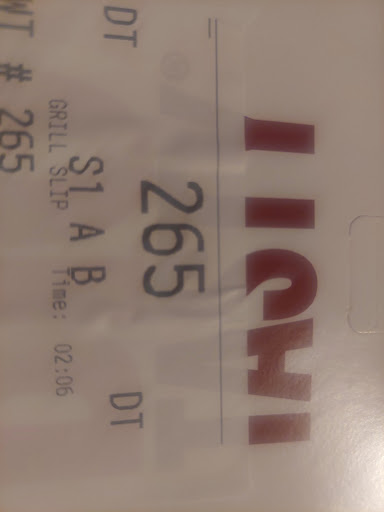 265
DT DT
S1 A B
GRILL SLIP Time: 02:06
# 265